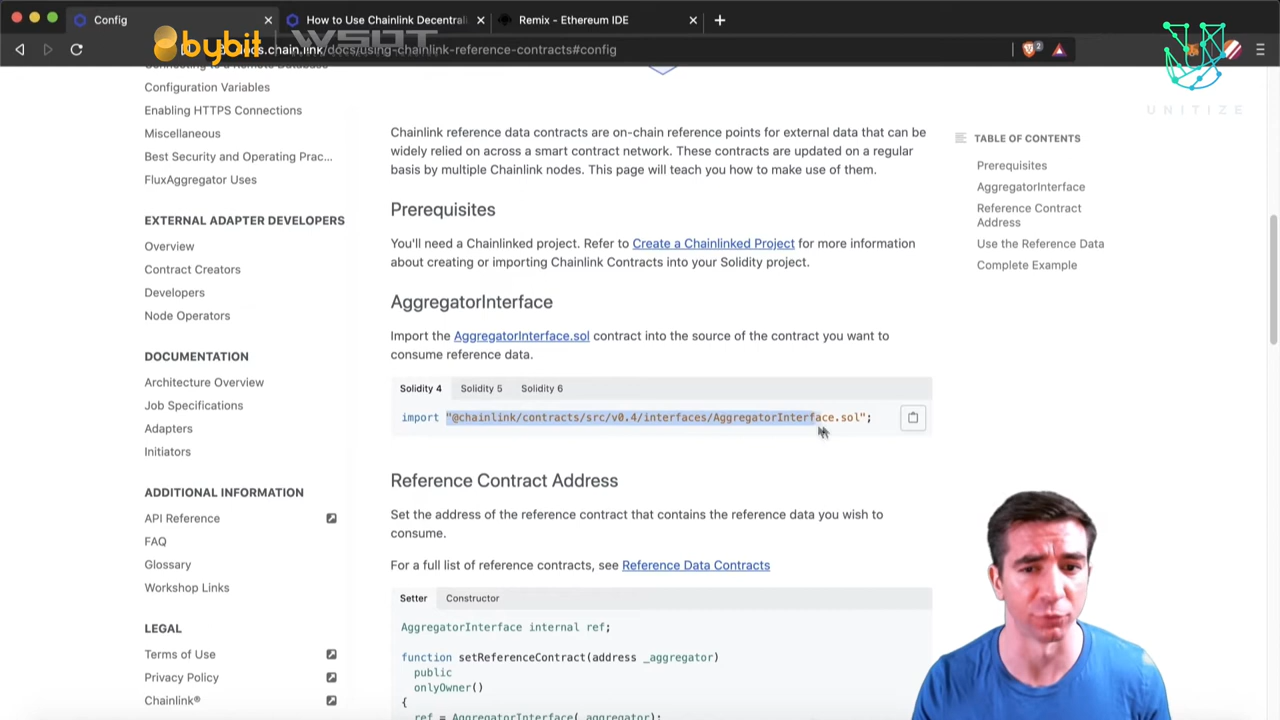 Config
How to Use Chainlink Decentrali
Remix - Ethereum IDE
bybit
WSOT
docs.chain.link/docs/using-chainlink-reference-contracts#config
2
UNITIZE
Connecting to a Remote Database
Configuration Variables
Enabling HTTPS Connections
Miscellaneous
Best Security and Operating Prac...
FluxAggregator Uses
EXTERNAL ADAPTER DEVELOPERS
Overview
Contract Creators
Developers
Node Operators
DOCUMENTATION
Architecture Overview
Job Specifications
Adapters
Initiators
ADDITIONAL INFORMATION
API Reference
FAQ
Glossary
Workshop Links
LEGAL
Terms of Use
Privacy Policy
Chainlink®
Chainlink reference data contracts are on-chain reference points for external data that can be
widely relied on across a smart contract network. These contracts are updated on a regular
basis by multiple Chainlink nodes. This page will teach you how to make use of them.
Prerequisites
You'll need a Chainlinked project. Refer to Create a Chainlinked Project for more information
about creating or importing Chainlink Contracts into your Solidity project.
AggregatorInterface
Import the AggregatorInterface.sol contract into the source of the contract you want to
consume reference data.
Solidity 4 Solidity 5 Solidity 6
import "@chainlink/contracts/src/v0.4/interfaces/AggregatorInterface.sol";
Reference Contract Address
Set the address of the reference contract that contains the reference data you wish to
consume.
For a full list of reference contracts, see Reference Data Contracts
Setter Constructor
AggregatorInterface internal ref;
function setReferenceContract(address _aggregator)
public
onlyOwner()
{
ref = AggregatorInterface(_aggregator);
TABLE OF CONTENTS
Prerequisites
AggregatorInterface
Reference Contract
Address
Use the Reference Data
Complete Example